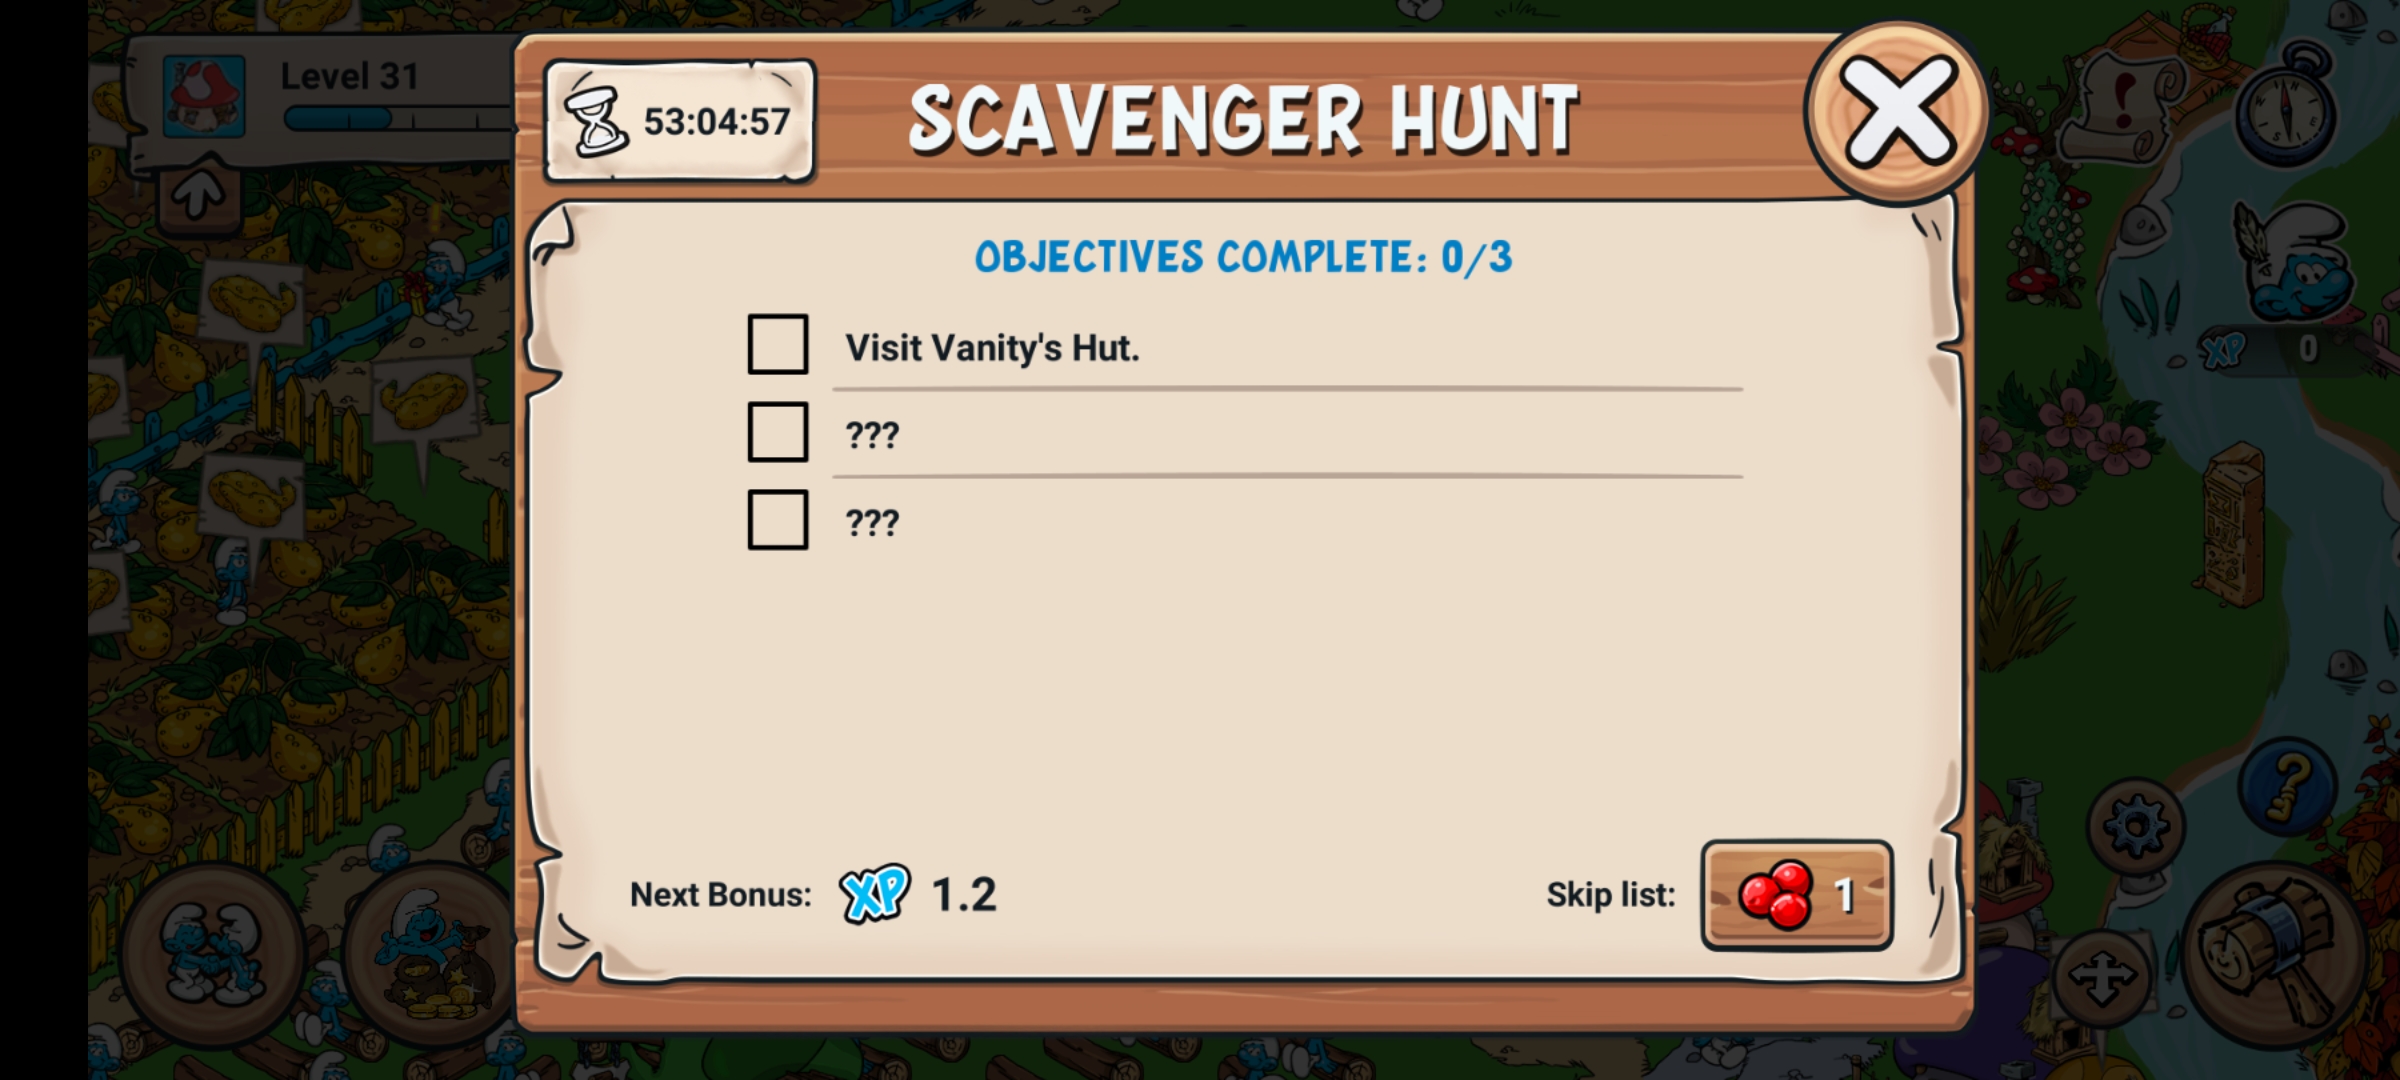 Level 31
53:04:57
SCAVENGER HUNT
OBJECTIVES COMPLETE: 0/3
Visit Vanity's Hut.
???
???
XP 0
Next Bonus: XP 1.2
Skip list: 1